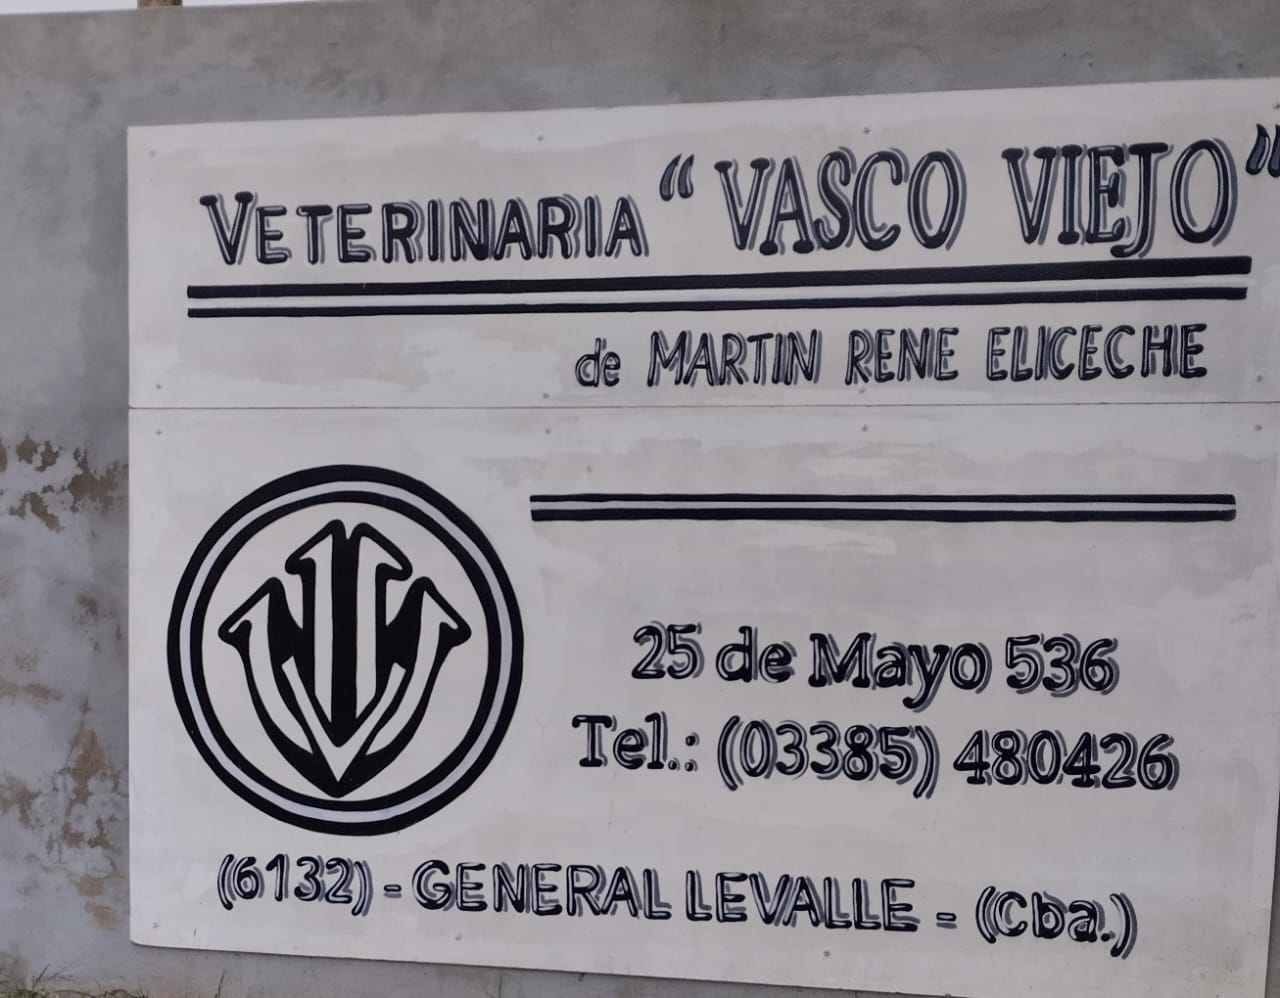 VETERINARIA “VASCO VIEJO”
de MARTIN RENE ELICECHE
25 de Mayo 536
Tel.: (03385) 480426
(6132) - GENERAL LEVALLE - (Cba.)